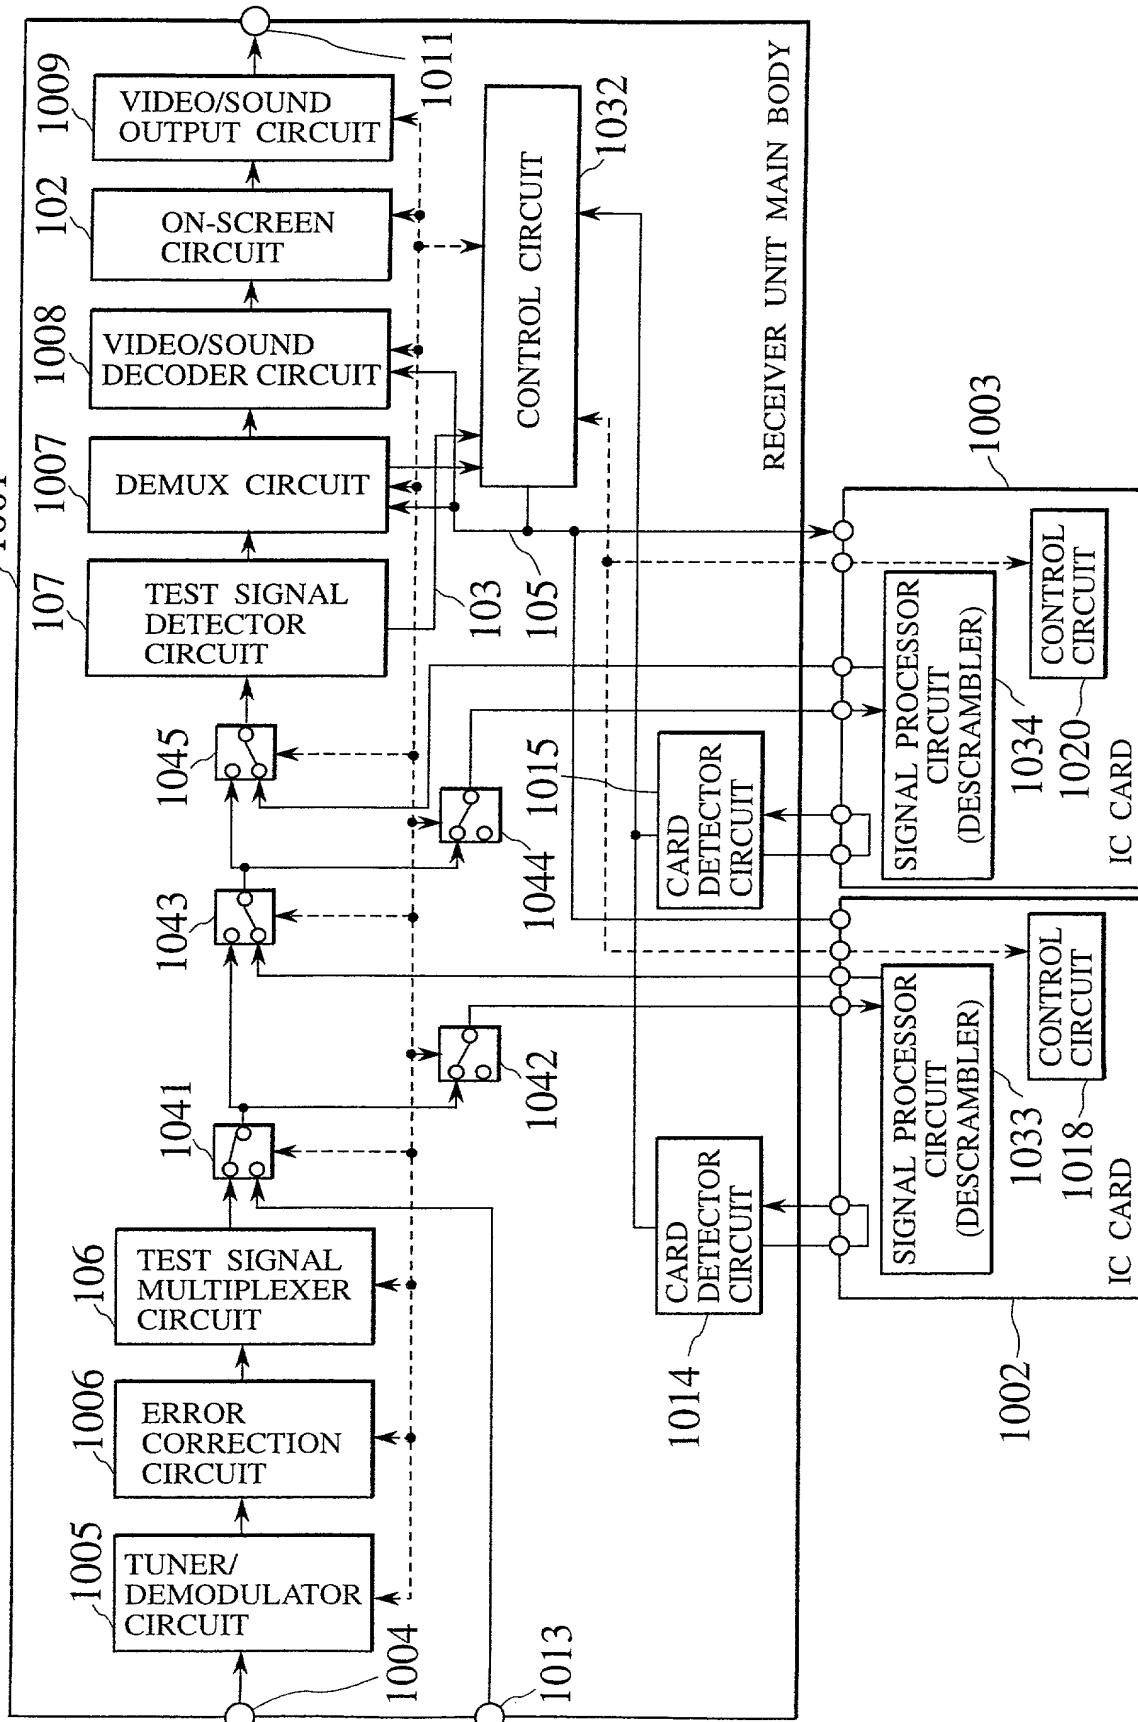 1001
1004
1005
TUNER/
DEMODULATOR
CIRCUIT
1006
ERROR
CORRECTION
CIRCUIT
106
TEST SIGNAL
MULTIPLEXER
CIRCUIT
1041
1043
1045
107
TEST SIGNAL
DETECTOR
CIRCUIT
1007
DEMUX CIRCUIT
1008
VIDEO/SOUND
DECODER CIRCUIT
102
ON-SCREEN
CIRCUIT
1009
VIDEO/SOUND
OUTPUT CIRCUIT
1011
1013
1042
1044
103
105
CONTROL CIRCUIT
1032
1014
CARD
DETECTOR
CIRCUIT
1015
CARD
DETECTOR
CIRCUIT
RECEIVER UNIT MAIN BODY
1002
SIGNAL PROCESSOR
CIRCUIT
(DESCRAMBLER)
1033
CONTROL
CIRCUIT
1018
IC CARD
1003
SIGNAL PROCESSOR
CIRCUIT
(DESCRAMBLER)
1034
CONTROL
CIRCUIT
1020
IC CARD